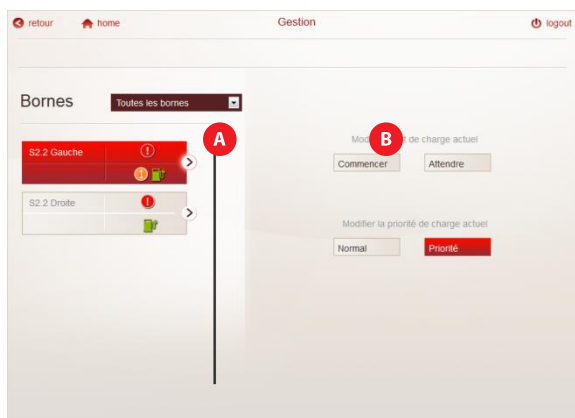 retour
home
Gestion
logout
Bornes
Toutes les bornes
A
S2.2 Gauche
S2.2 Droite
B
de charge actuel
Commencer
Attendre
Modifier la priorité de charge actuel
Normal
Priorité